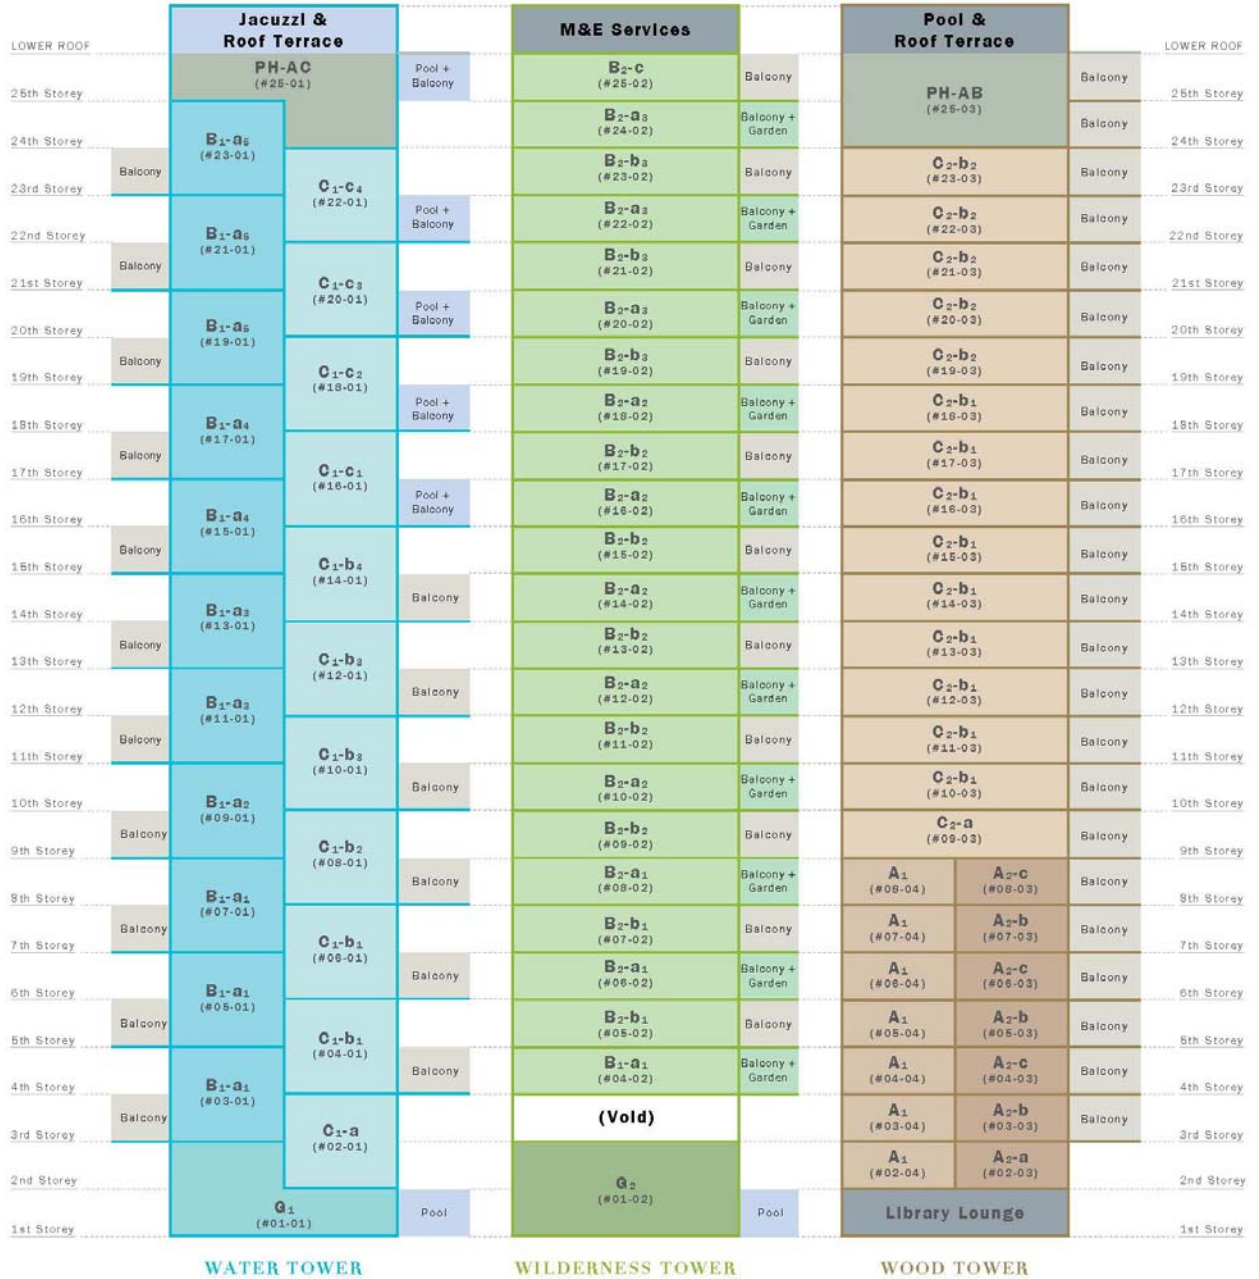 Jacuzzi &
Roof Terrace
M&E Services
Pool &
Roof Terrace
LOWER ROOF
LOWER ROOF
PH-AC
(#25-01)
Pool +
Balcony
B₂-c
(#25-02)
Balcony
PH-AB
(#25-03)
Balcony
25th Storey
25th Storey
B₁-a₅
(#23-01)
B₂-a₃
(#24-02)
Balcony +
Garden
Balcony
24th Storey
24th Storey
Balcony
C₁-c₄
(#22-01)
B₂-b₃
(#23-02)
Balcony
C₂-b₂
(#23-03)
Balcony
23rd Storey
23rd Storey
B₁-a₅
(#21-01)
Pool +
Balcony
B₂-a₃
(#22-02)
Balcony +
Garden
C₂-b₂
(#22-03)
Balcony
22nd Storey
22nd Storey
Balcony
C₁-c₃
(#20-01)
B₂-b₃
(#21-02)
Balcony
C₂-b₂
(#21-03)
Balcony
21st Storey
21st Storey
B₁-a₅
(#19-01)
Pool +
Balcony
B₂-a₃
(#20-02)
Balcony +
Garden
C₂-b₂
(#20-03)
Balcony
20th Storey
20th Storey
Balcony
C₁-c₂
(#18-01)
B₂-b₃
(#19-02)
Balcony
C₂-b₂
(#19-03)
Balcony
19th Storey
19th Storey
B₁-a₄
(#17-01)
Pool +
Balcony
B₂-a₂
(#18-02)
Balcony +
Garden
C₂-b₁
(#18-03)
Balcony
18th Storey
18th Storey
Balcony
C₁-c₁
(#16-01)
B₂-b₂
(#17-02)
Balcony
C₂-b₁
(#17-03)
Balcony
17th Storey
17th Storey
B₁-a₄
(#15-01)
Pool +
Balcony
B₂-a₂
(#16-02)
Balcony +
Garden
C₂-b₁
(#16-03)
Balcony
16th Storey
16th Storey
Balcony
C₁-b₄
(#14-01)
B₂-b₂
(#15-02)
Balcony
C₂-b₁
(#15-03)
Balcony
15th Storey
15th Storey
B₁-a₃
(#13-01)
Balcony
B₂-a₂
(#14-02)
Balcony +
Garden
C₂-b₁
(#14-03)
Balcony
14th Storey
14th Storey
Balcony
C₁-b₃
(#12-01)
B₂-b₂
(#13-02)
Balcony
C₂-b₁
(#13-03)
Balcony
13th Storey
13th Storey
B₁-a₃
(#11-01)
Balcony
B₂-a₂
(#12-02)
Balcony +
Garden
C₂-b₁
(#12-03)
Balcony
12th Storey
12th Storey
Balcony
C₁-b₃
(#10-01)
B₂-b₂
(#11-02)
Balcony
C₂-b₁
(#11-03)
Balcony
11th Storey
11th Storey
B₁-a₂
(#09-01)
Balcony
B₂-a₂
(#10-02)
Balcony +
Garden
C₂-b₁
(#10-03)
Balcony
10th Storey
10th Storey
Balcony
C₁-b₂
(#08-01)
B₂-b₂
(#09-02)
Balcony
C₂-a
(#09-03)
Balcony
9th Storey
9th Storey
B₁-a₁
(#07-01)
Balcony
B₂-a₁
(#08-02)
Balcony +
Garden
A₁
(#08-04)
A₂-c
(#08-03)
Balcony
8th Storey
8th Storey
Balcony
C₁-b₁
(#06-01)
B₂-b₁
(#07-02)
Balcony
A₁
(#07-04)
A₂-b
(#07-03)
Balcony
7th Storey
7th Storey
B₁-a₁
(#05-01)
Balcony
B₂-a₁
(#06-02)
Balcony +
Garden
A₁
(#06-04)
A₂-c
(#06-03)
Balcony
6th Storey
6th Storey
Balcony
C₁-b₁
(#04-01)
B₂-b₁
(#05-02)
Balcony
A₁
(#05-04)
A₂-b
(#05-03)
Balcony
5th Storey
5th Storey
B₁-a₁
(#03-01)
Balcony
B₁-a₁
(#04-02)
Balcony +
Garden
A₁
(#04-04)
A₂-c
(#04-03)
Balcony
4th Storey
4th Storey
Balcony
C₁-a
(#02-01)
(Void)
A₁
(#03-04)
A₂-b
(#03-03)
Balcony
3rd Storey
3rd Storey
A₁
(#02-04)
A₂-a
(#02-03)
2nd Storey
2nd Storey
G₁
(#01-01)
Pool
G₂
(#01-02)
Pool
Library Lounge
1st Storey
1st Storey
WATER TOWER
WILDERNESS TOWER
WOOD TOWER